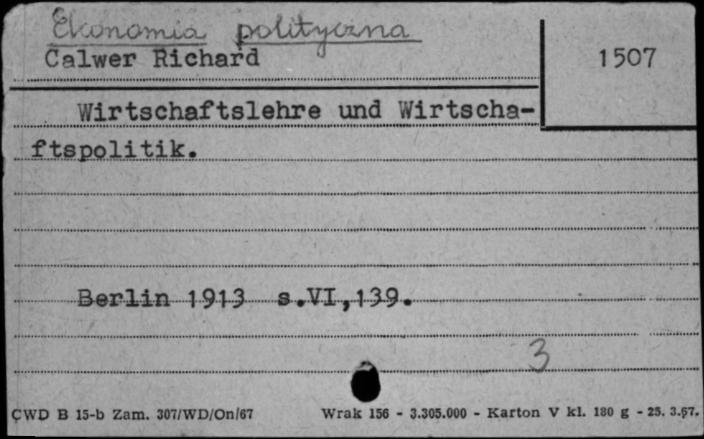 Ekonomia polityczna
Calwer Richard
1507
Wirtschaftslehre und Wirtscha-
ftspolitik.
Berlin 1913 s.VI,139.
3
CWD B 15-b Zam. 307/WD/On/67 Wrak 156 - 3.305.000 - Karton V kl. 180 g - 25. 3.67.